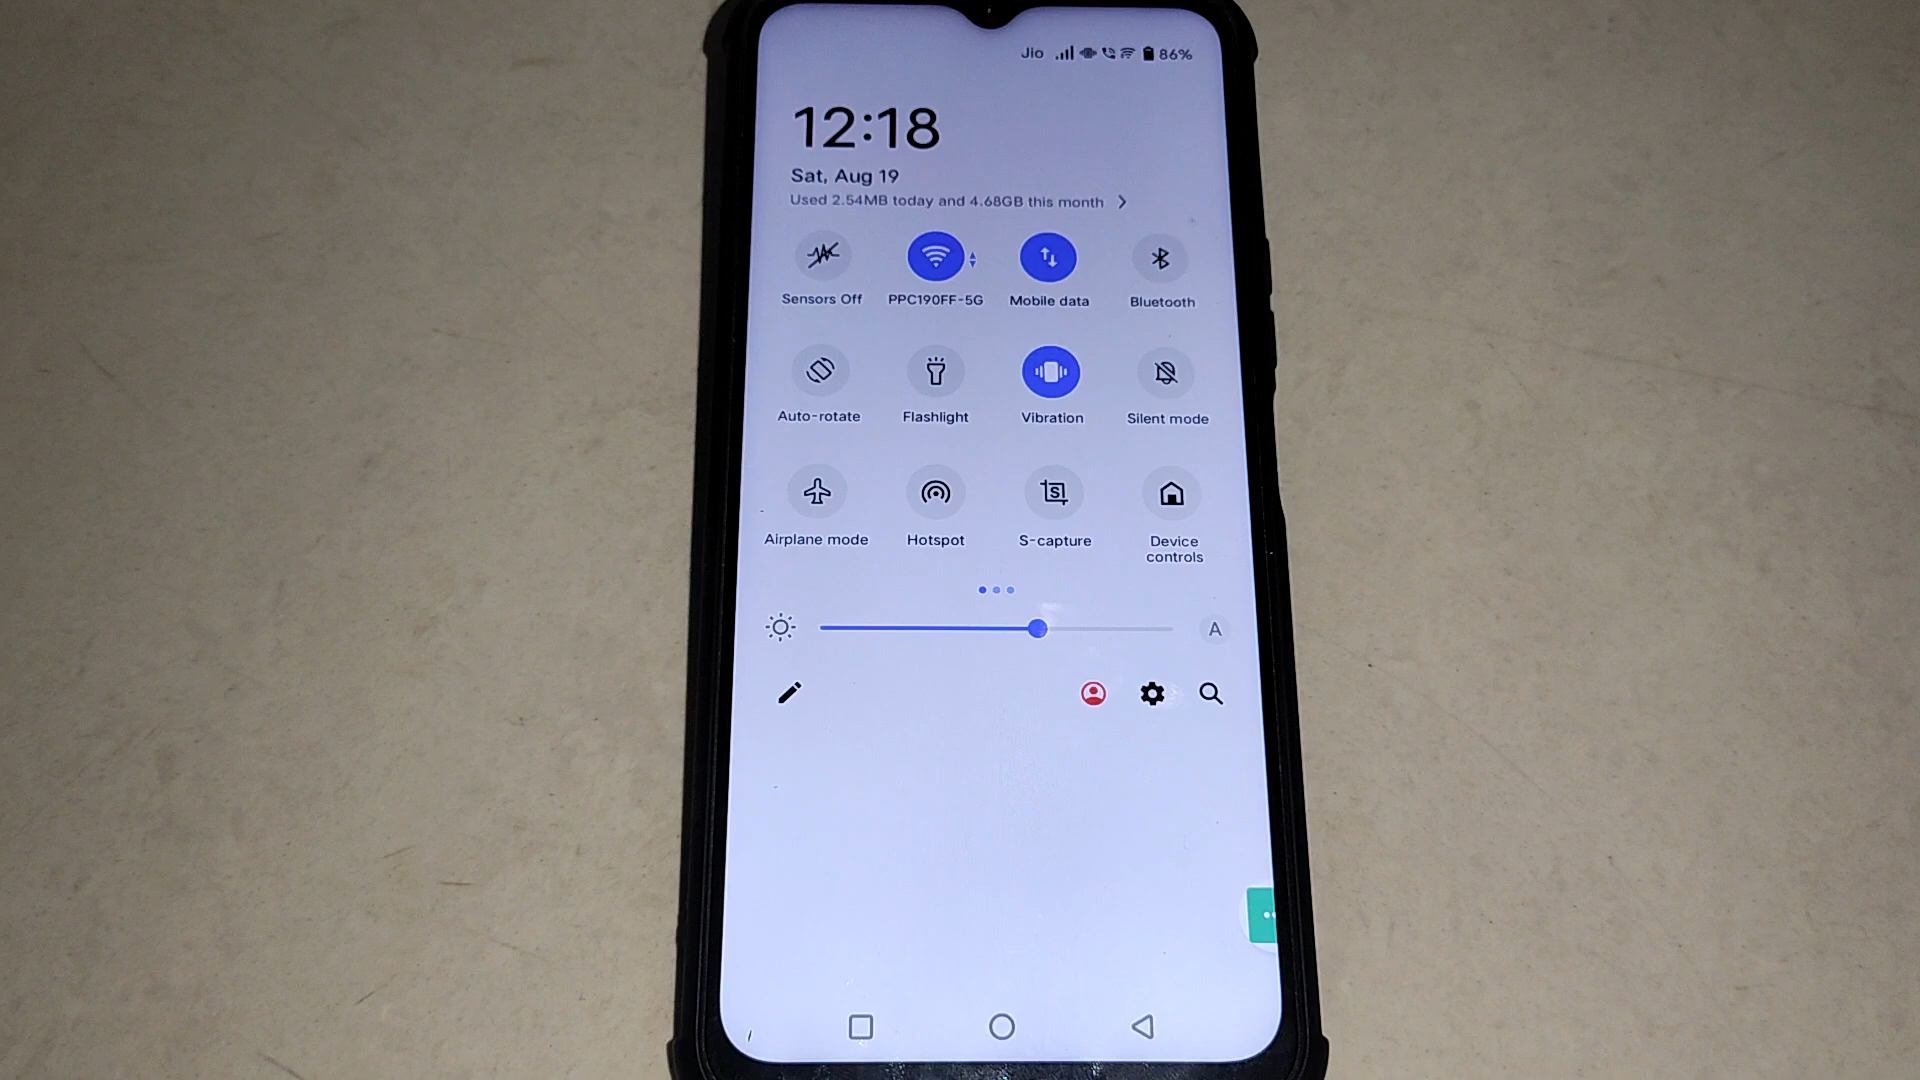 Jio 86%
12:18
Sat, Aug 19
Used 2.54MB today and 4.68GB this month
Sensors Off PPC190FF-5G Mobile data Bluetooth
Auto-rotate Flashlight Vibration Silent mode
S
Airplane mode Hotspot S-capture Device
controls
A